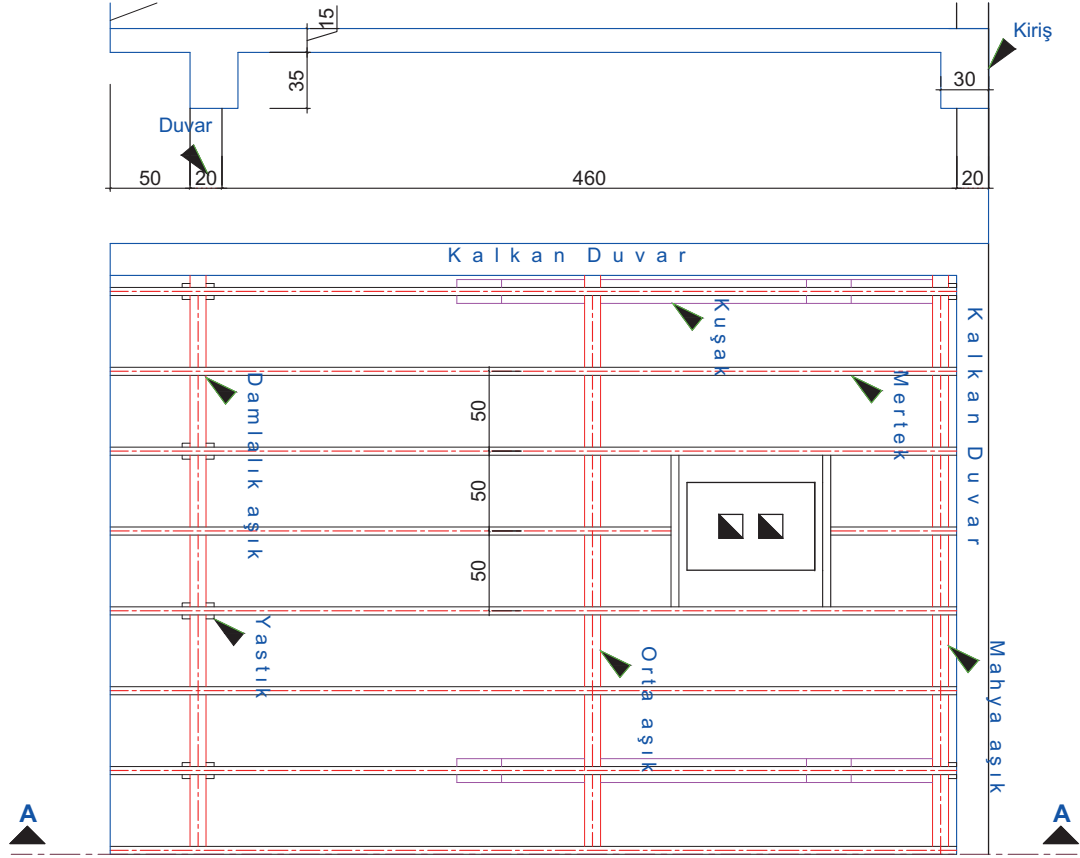 15
Kiriş
35
30
Duvar
50
20
460
20
Kalkan Duvar
Kuşak
Kalkan Duvar
Damlalık aşık
Mertek
50
50
50
Yastık
Orta aşık
Mahya aşık
A
A